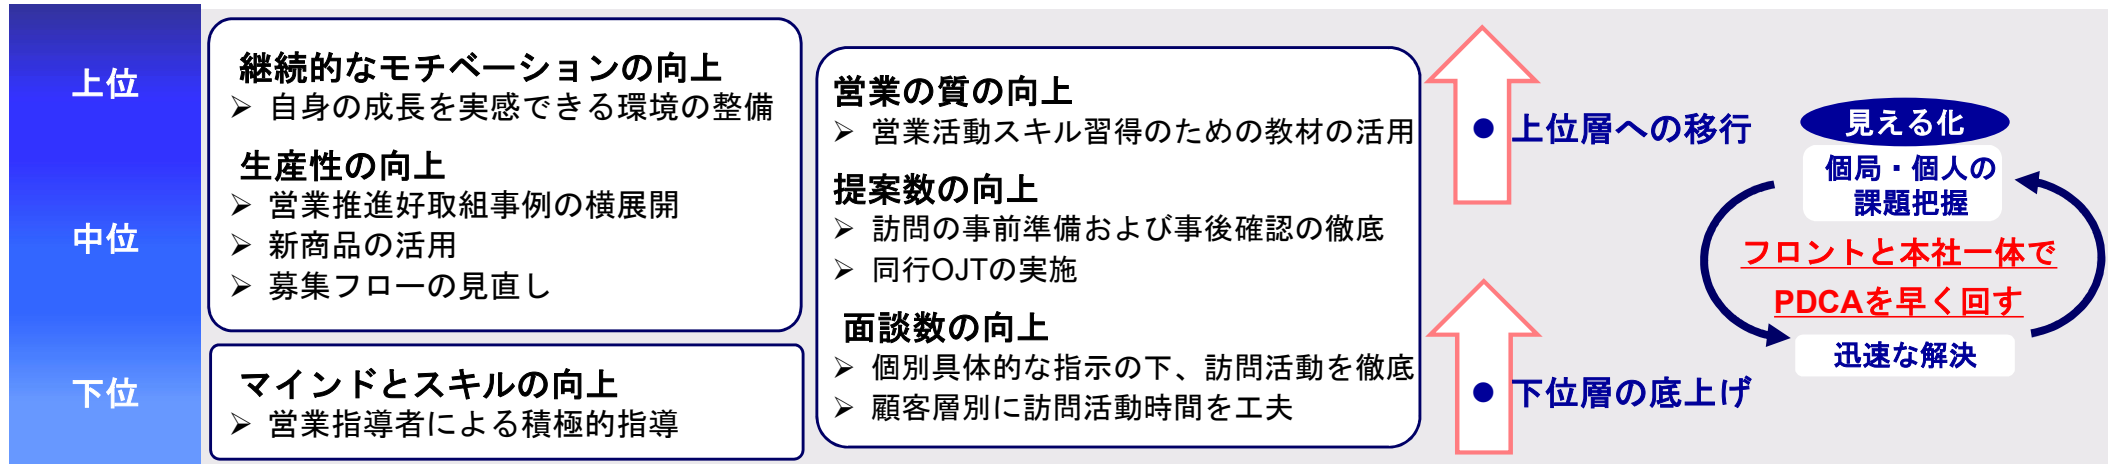 上位
中位
下位
継続的なモチベーションの向上
➢ 自身の成長を実感できる環境の整備
生産性の向上
➢ 営業推進好取組事例の横展開
➢ 新商品の活用
➢ 募集フローの見直し
マインドとスキルの向上
➢ 営業指導者による積極的指導
営業の質の向上
➢ 営業活動スキル習得のための教材の活用
提案数の向上
➢ 訪問の事前準備および事後確認の徹底
➢ 同行OJTの実施
面談数の向上
➢ 個別具体的な指示の下、訪問活動を徹底
➢ 顧客層別に訪問活動時間を工夫
● 上位層への移行
● 下位層の底上げ
見える化
個局・個人の
課題把握
フロントと本社一体で
PDCAを早く回す
迅速な解決